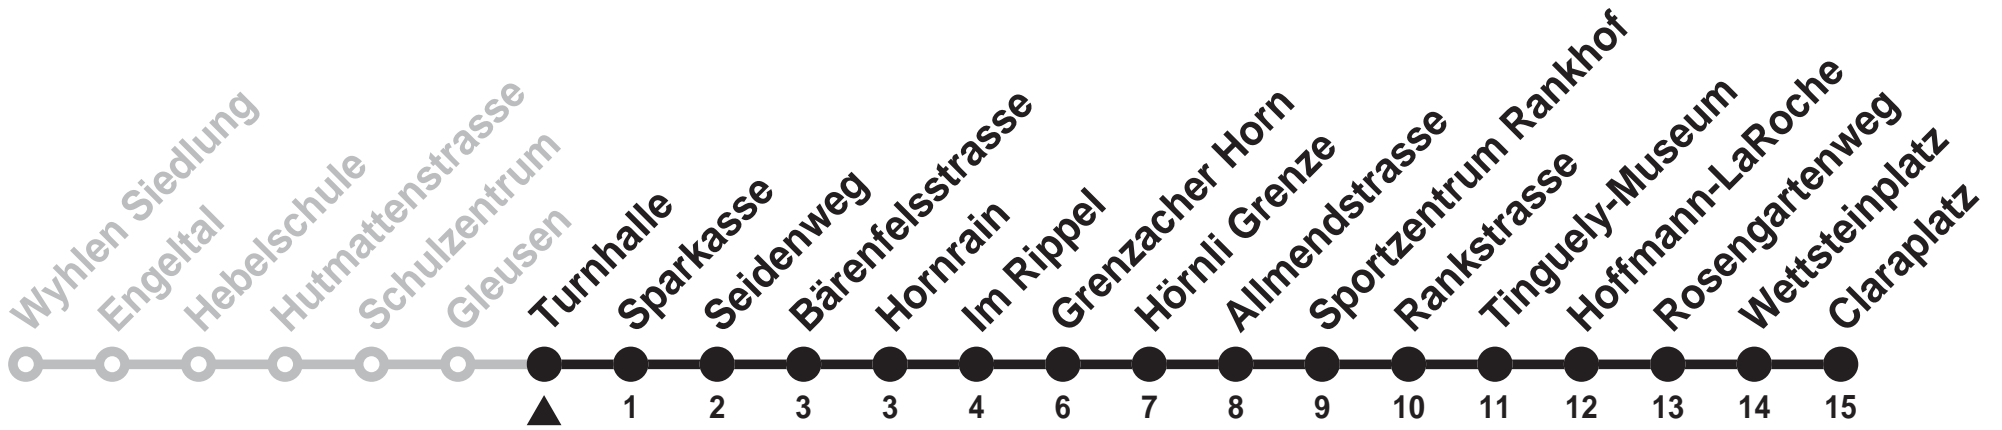 Wyhlen Siedlung
Engeltal
Hebelschule
Hutmattenstrasse
Schulzentrum
Gleusen
Turnhalle
Sparkasse
Seidenweg
Bärenfelsstrasse
Hornrain
Im Rippel
Grenzacher Horn
Hörnli Grenze
Allmendstrasse
Sportzentrum Rankhof
Rankstrasse
Tinguely-Museum
Hoffmann-LaRoche
Rosengartenweg
Wettsteinplatz
Claraplatz
1 2 3 3 4 6 7 8 9 10 11 12 13 14 15